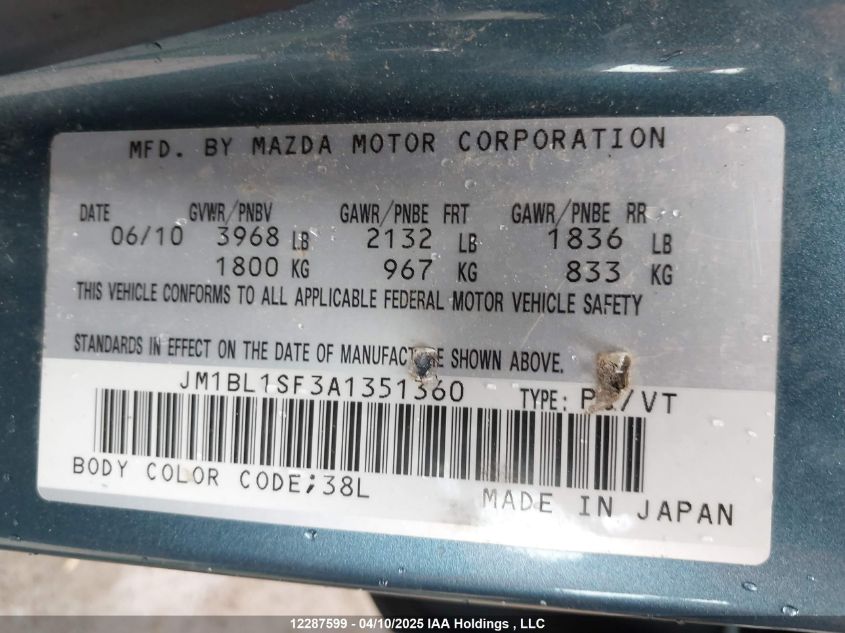 MFD. BY MAZDA MOTOR CORPORATION
DATE GVWR/PNBV GAWR/PNBE FRT GAWR/PNBE RR
06/10 3968 LB 2132 LB 1836 LB
1800 KG 967 KG 833 KG
THIS VEHICLE CONFORMS TO ALL APPLICABLE FEDERAL MOTOR VEHICLE SAFETY
STANDARDS IN EFFECT ON THE DATE OF MANUFACTURE SHOWN ABOVE.
JM1BL1SF3A1351360 TYPE:
BODY COLOR CODE;38L
MADE IN JAPAN
12287599 - 04/10/2025 IAA Holdings , LLC